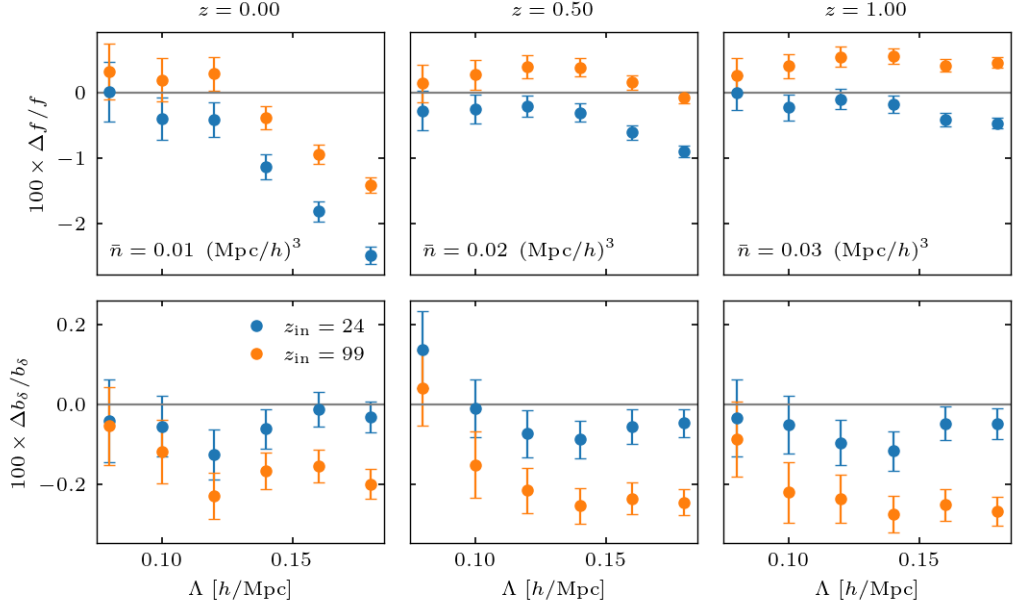 z = 0.00 z = 0.50 z = 1.00
100 × Δf/f
0
−1
−2
n̄ = 0.01 (Mpc/h)³ n̄ = 0.02 (Mpc/h)³ n̄ = 0.03 (Mpc/h)³
100 × Δb_δ/b_δ
0.2
0.0
−0.2
z_in = 24
z_in = 99
0.10 0.15 0.10 0.15 0.10 0.15
Λ [h/Mpc] Λ [h/Mpc] Λ [h/Mpc]